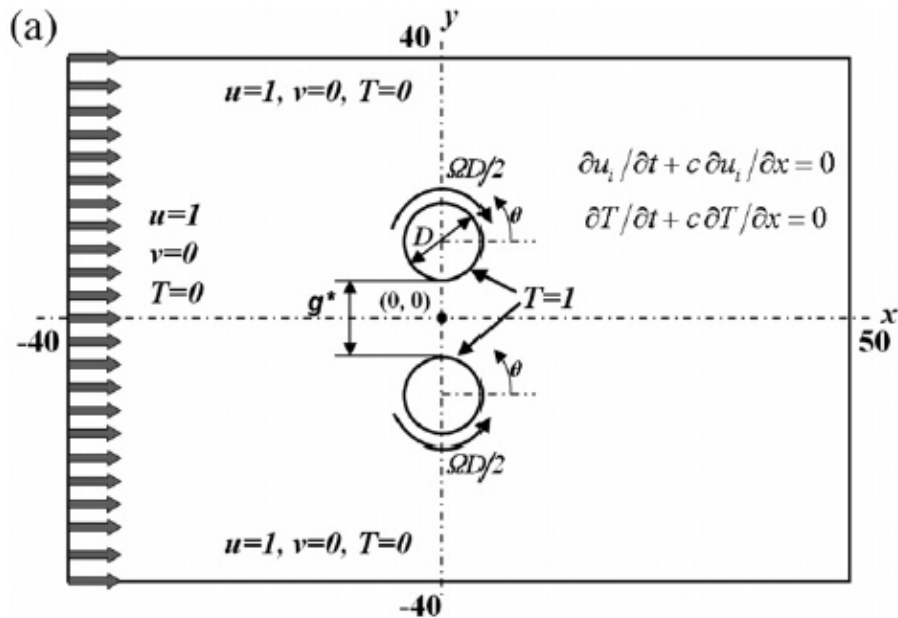 (a)
y
40
u=1, v=0, T=0
∂u_i/∂t + c ∂u_i/∂x = 0
∂T/∂t + c ∂T/∂x = 0
ΩD/2
θ
D
u=1
v=0
T=0
g*
(0, 0)
T=1
x
-40
50
θ
ΩD/2
u=1, v=0, T=0
-40